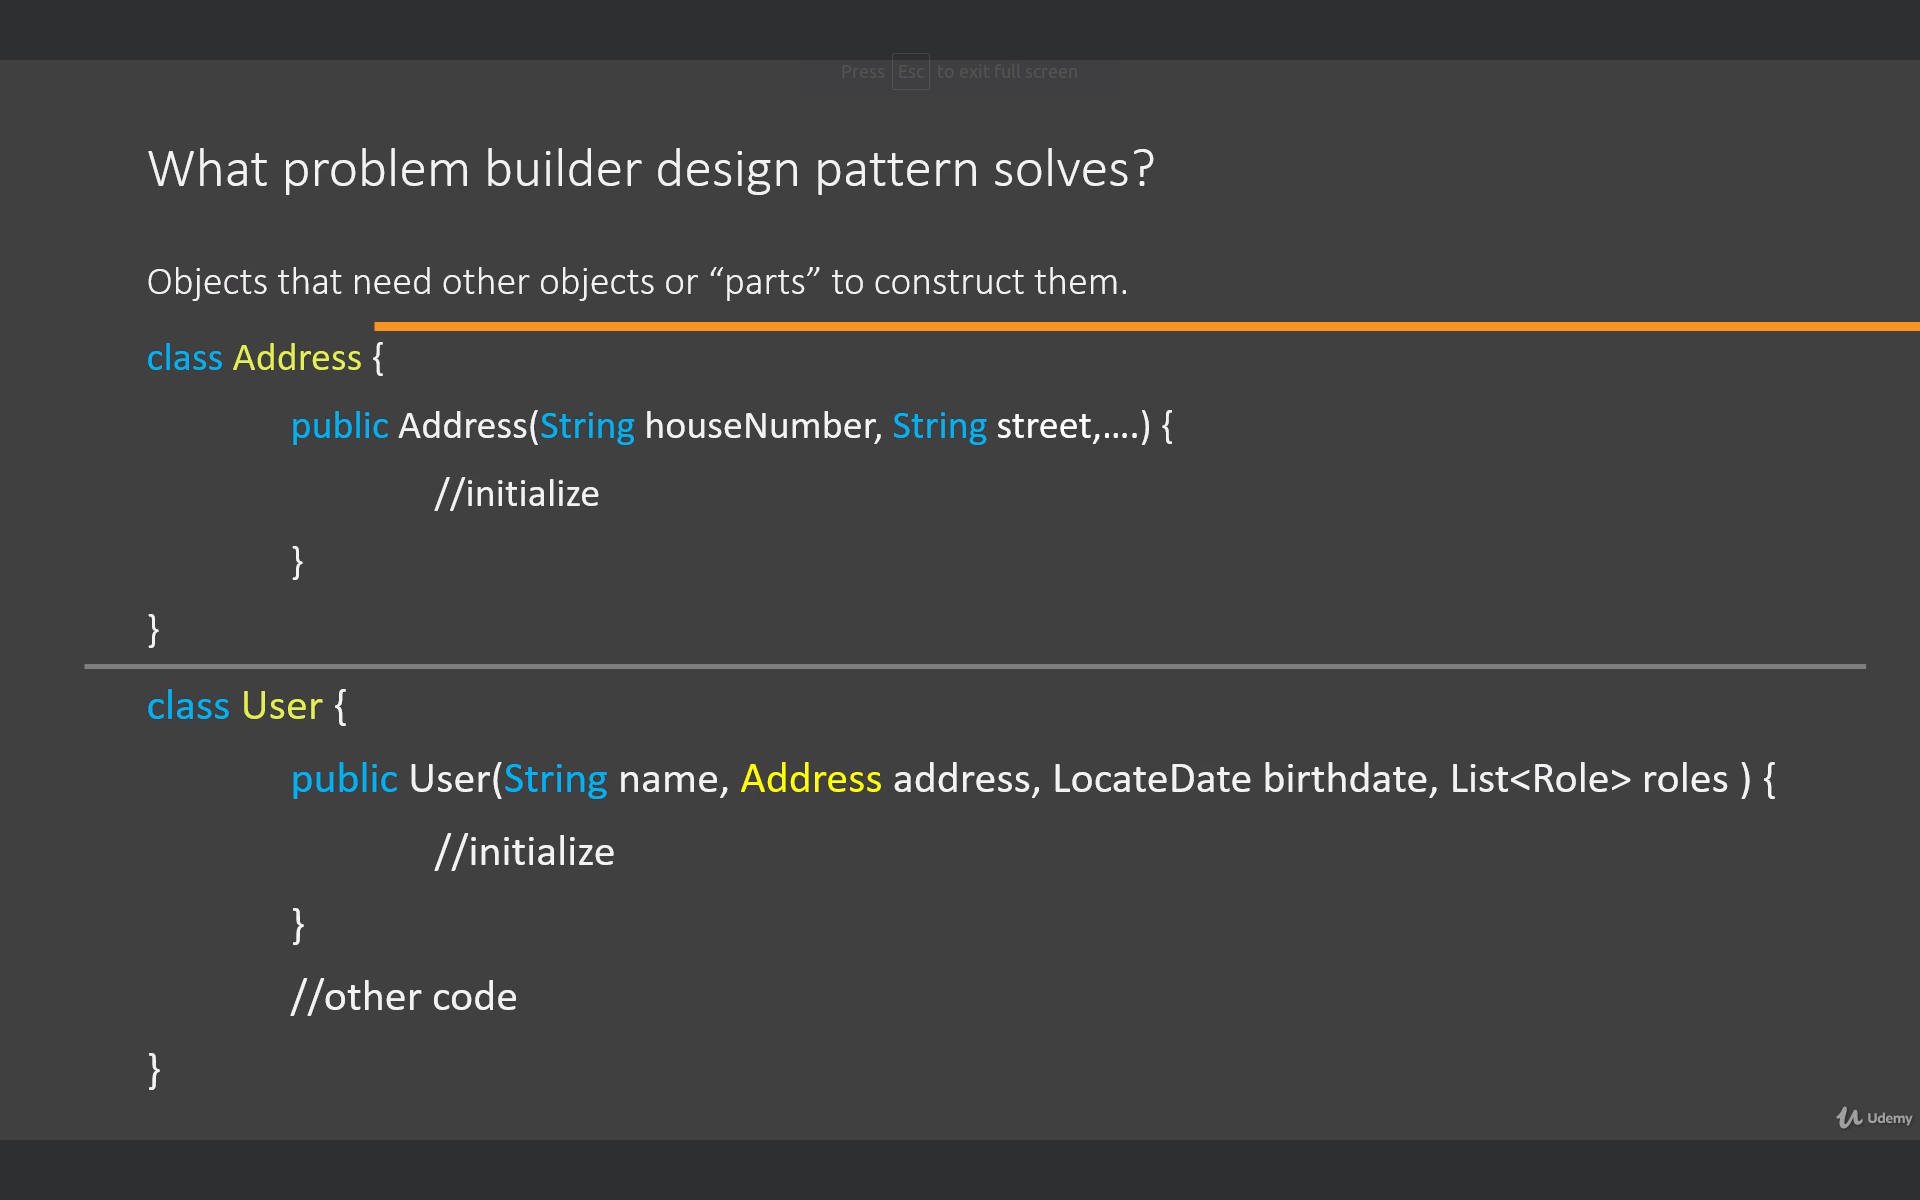 Press Esc to exit full screen
What problem builder design pattern solves?
Objects that need other objects or “parts” to construct them.
class Address {
public Address(String houseNumber, String street,....) {
//initialize
}
}
class User {
public User(String name, Address address, LocateDate birthdate, List<Role> roles ) {
//initialize
}
//other code
}
Udemy